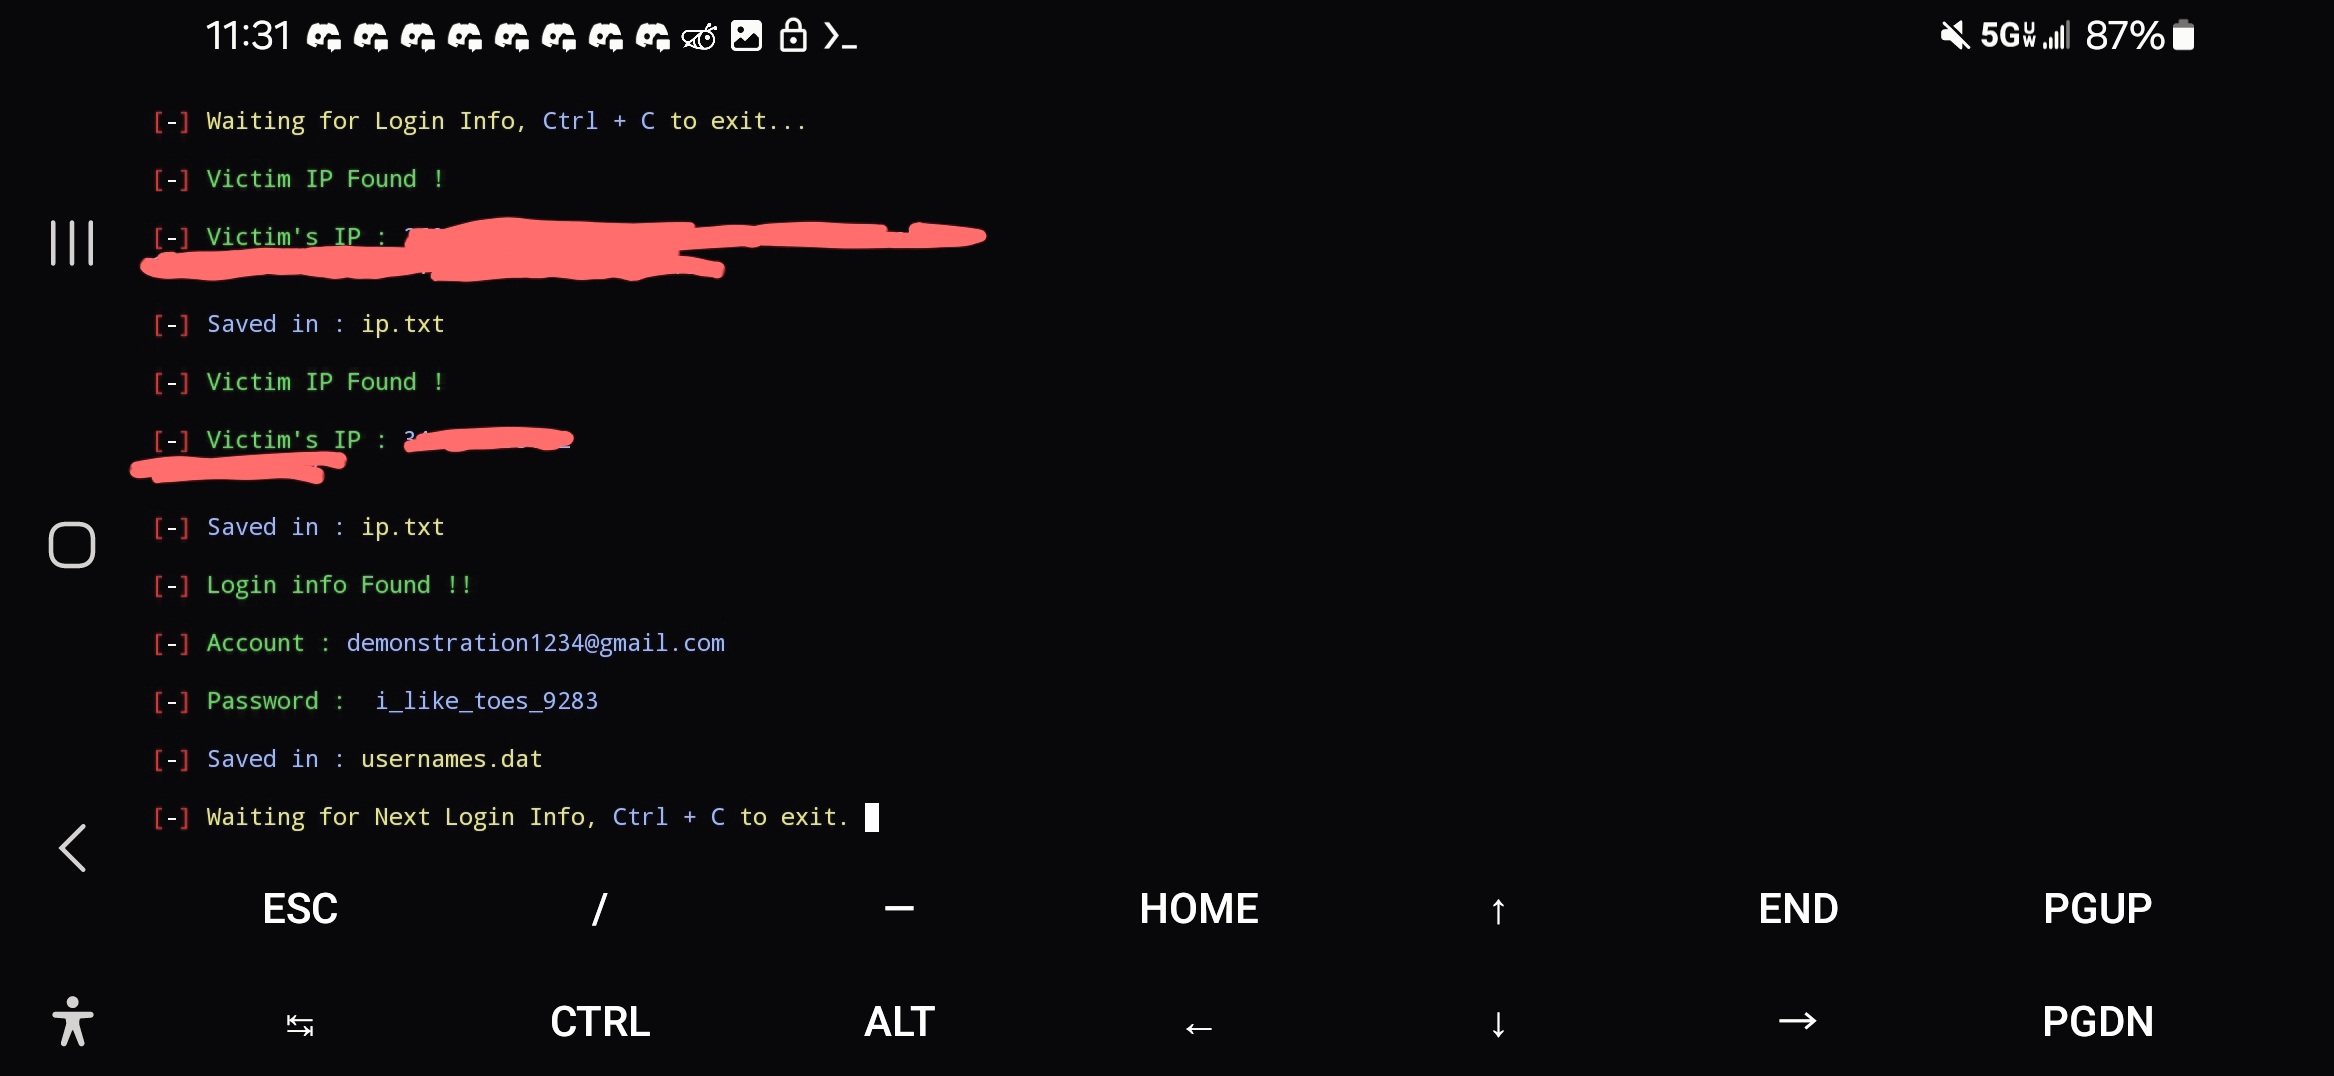 11:31 5G UW 87%
[-] Waiting for Login Info, Ctrl + C to exit...
[-] Victim IP Found !
[-] Victim's IP :
[-] Saved in : ip.txt
[-] Victim IP Found !
[-] Victim's IP :
[-] Saved in : ip.txt
[-] Login info Found !!
[-] Account : demonstration1234@gmail.com
[-] Password :  i_like_toes_9283
[-] Saved in : usernames.dat
[-] Waiting for Next Login Info, Ctrl + C to exit.
ESC / — HOME ↑ END PGUP
↹ CTRL ALT ← ↓ → PGDN